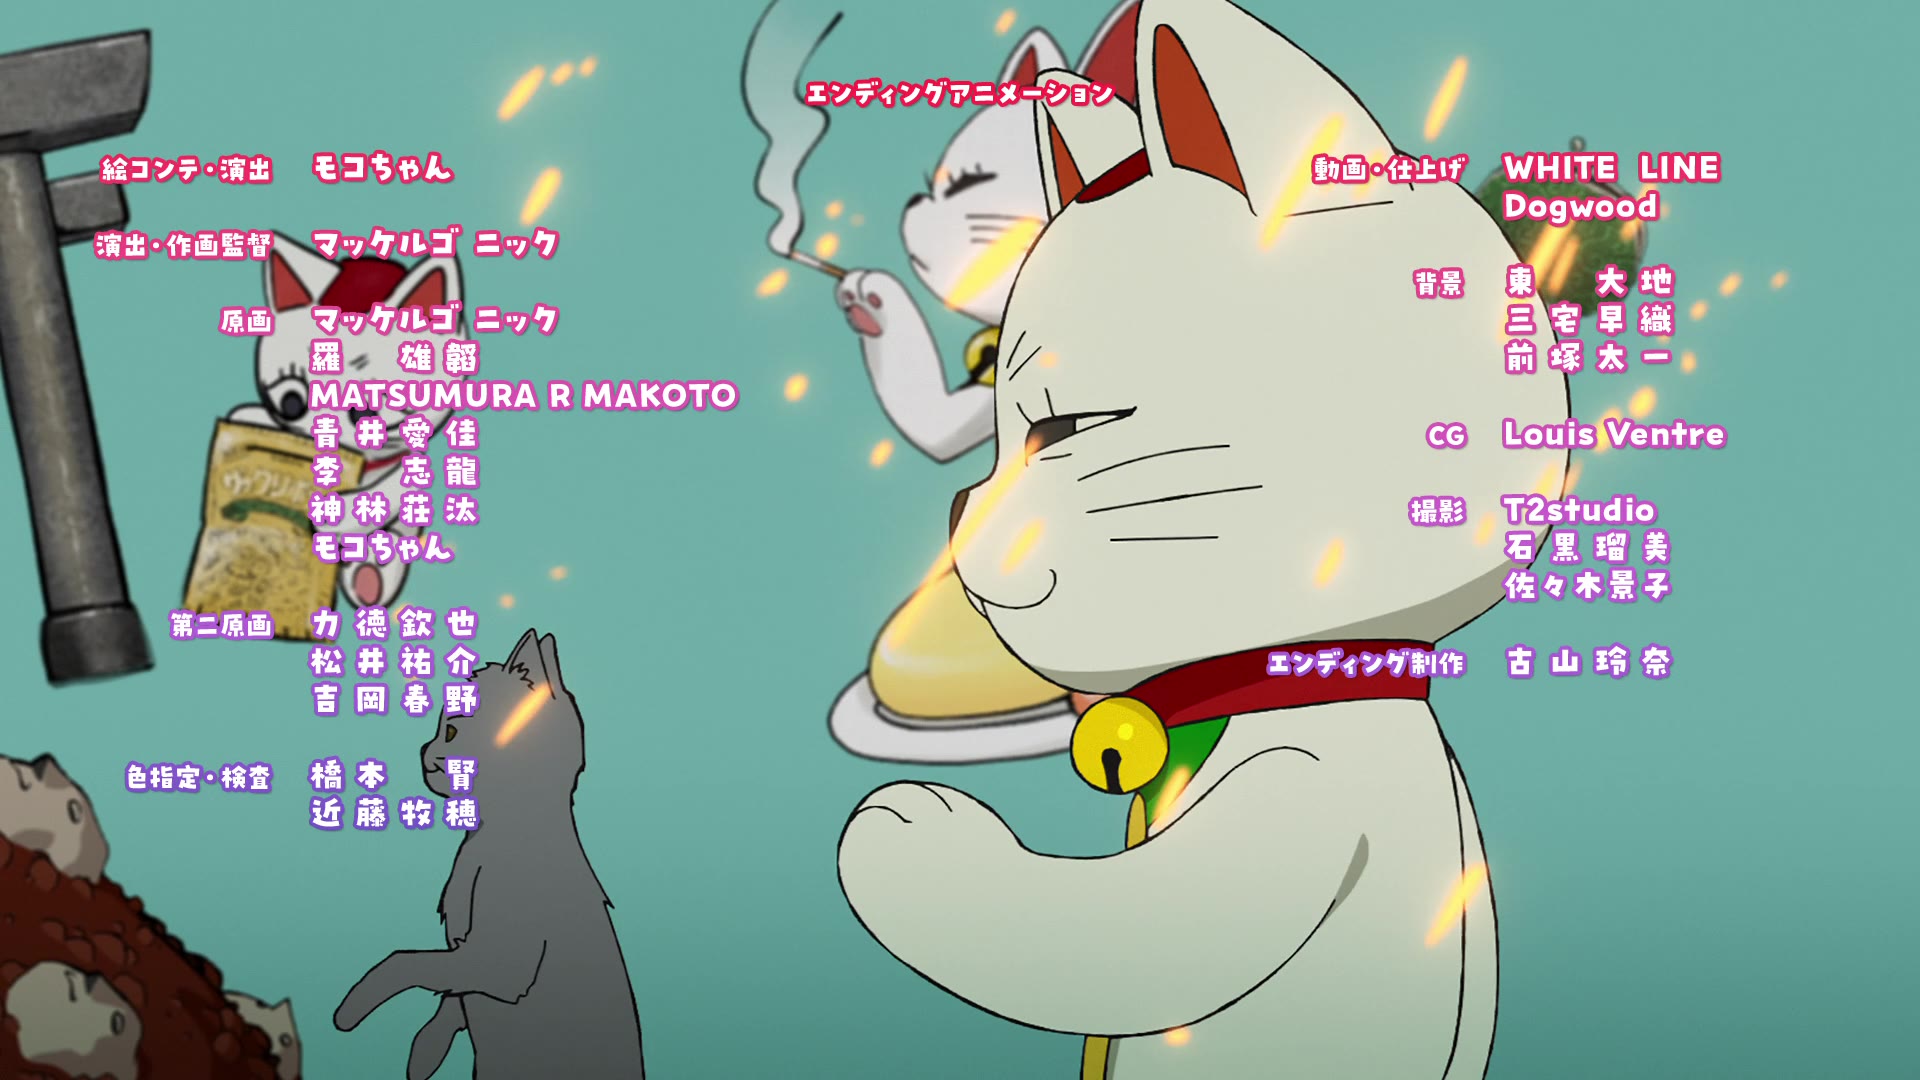 エンディングアニメーション
絵コンテ・演出 モコちゃん
演出・作画監督 マッケルゴ ニック
原画 マッケルゴ ニック
羅 雄韜
MATSUMURA R MAKOTO
青井愛佳
李 志龍
神林荘汰
モコちゃん
第二原画 力徳欽也
松井祐介
吉岡春野
色指定・検査 橋本 賢
近藤牧穂
動画・仕上げ WHITE LINE
Dogwood
背景 東 大地
三宅早織
前塚太一
CG Louis Ventre
撮影 T2studio
石黒瑠美
佐々木景子
エンディング制作 古山玲奈